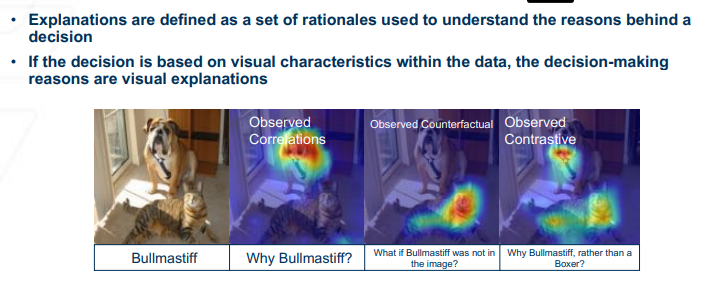 • Explanations are defined as a set of rationales used to understand the reasons behind a
decision
• If the decision is based on visual characteristics within the data, the decision-making
reasons are visual explanations
Observed
Correlations
Observed Counterfactual
Observed
Contrastive
Bullmastiff
Why Bullmastiff?
What if Bullmastiff was not in
the image?
Why Bullmastiff, rather than a
Boxer?